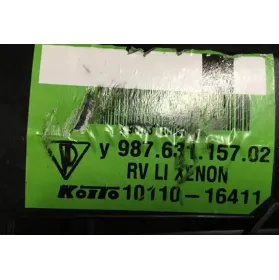 y 987.631.157.02
RV LI XENON
KOITO 10110-16411